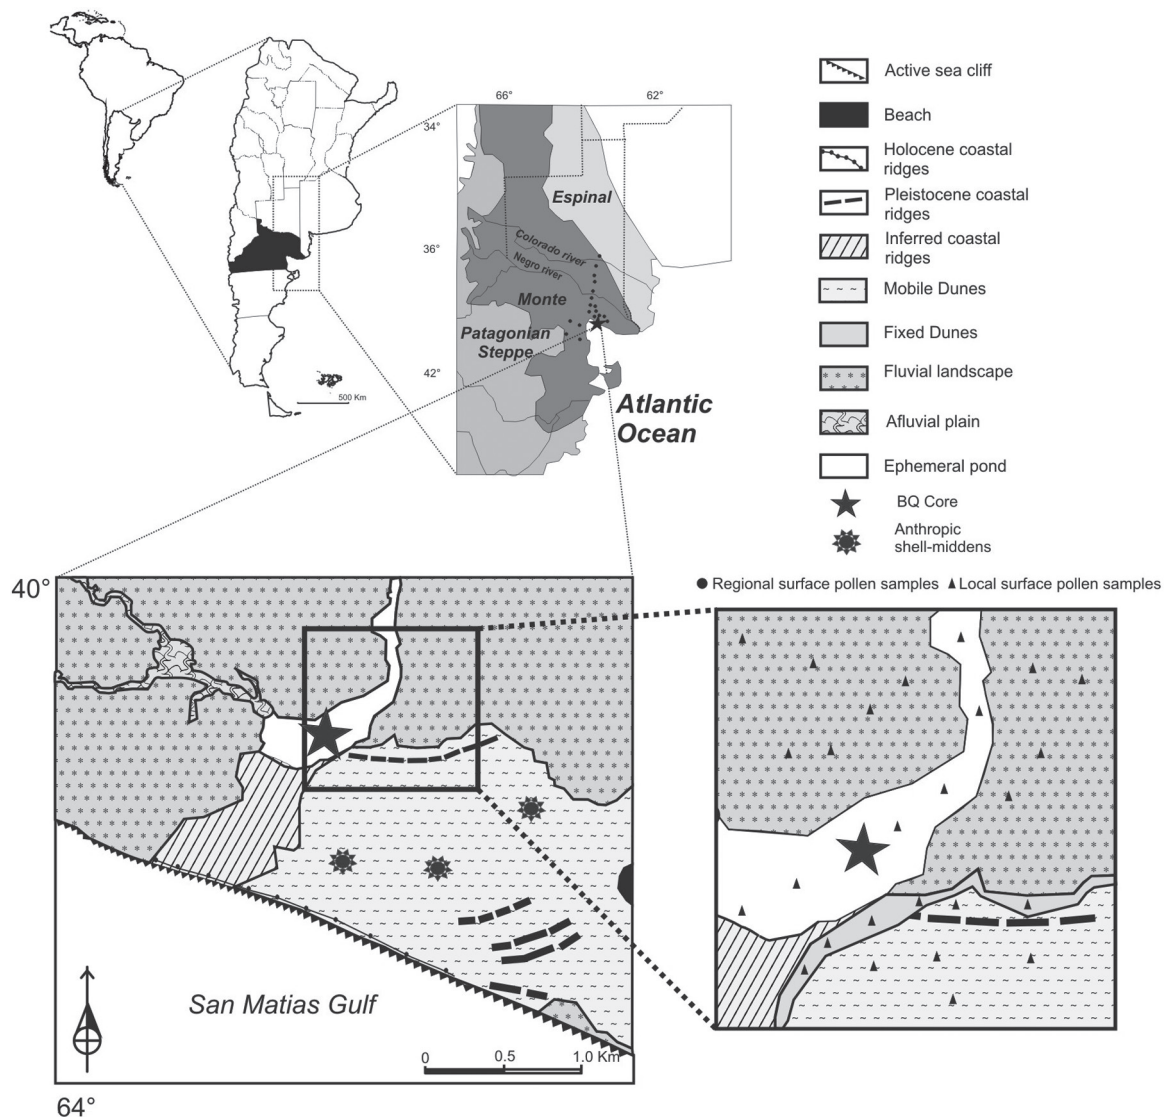 66°
62°
34°
36°
42°
Espinal
Colorado river
Negro river
Monte
Patagonian
Steppe
Atlantic
Ocean
500 Km
Active sea cliff
Beach
Holocene coastal
ridges
Pleistocene coastal
ridges
Inferred coastal
ridges
Mobile Dunes
Fixed Dunes
Fluvial landscape
Afluvial plain
Ephemeral pond
BQ Core
Anthropic
shell-middens
Regional surface pollen samples
Local surface pollen samples
40°
San Matias Gulf
0 0.5 1.0 Km
64°